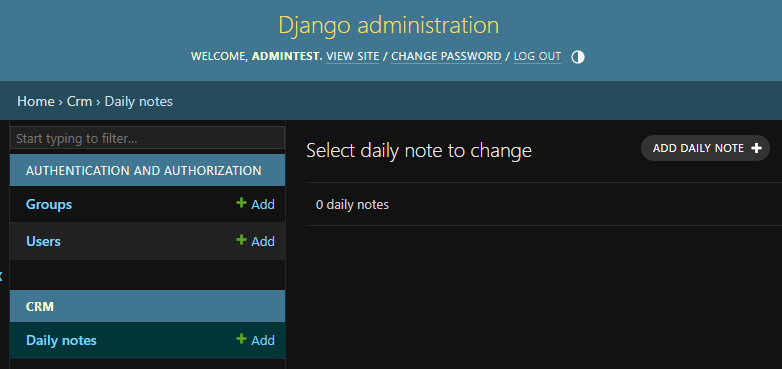 Django administration
WELCOME, ADMINTEST. VIEW SITE / CHANGE PASSWORD / LOG OUT
Home › Crm › Daily notes
Start typing to filter...
AUTHENTICATION AND AUTHORIZATION
Groups + Add
Users + Add
CRM
Daily notes + Add
Select daily note to change
ADD DAILY NOTE +
0 daily notes